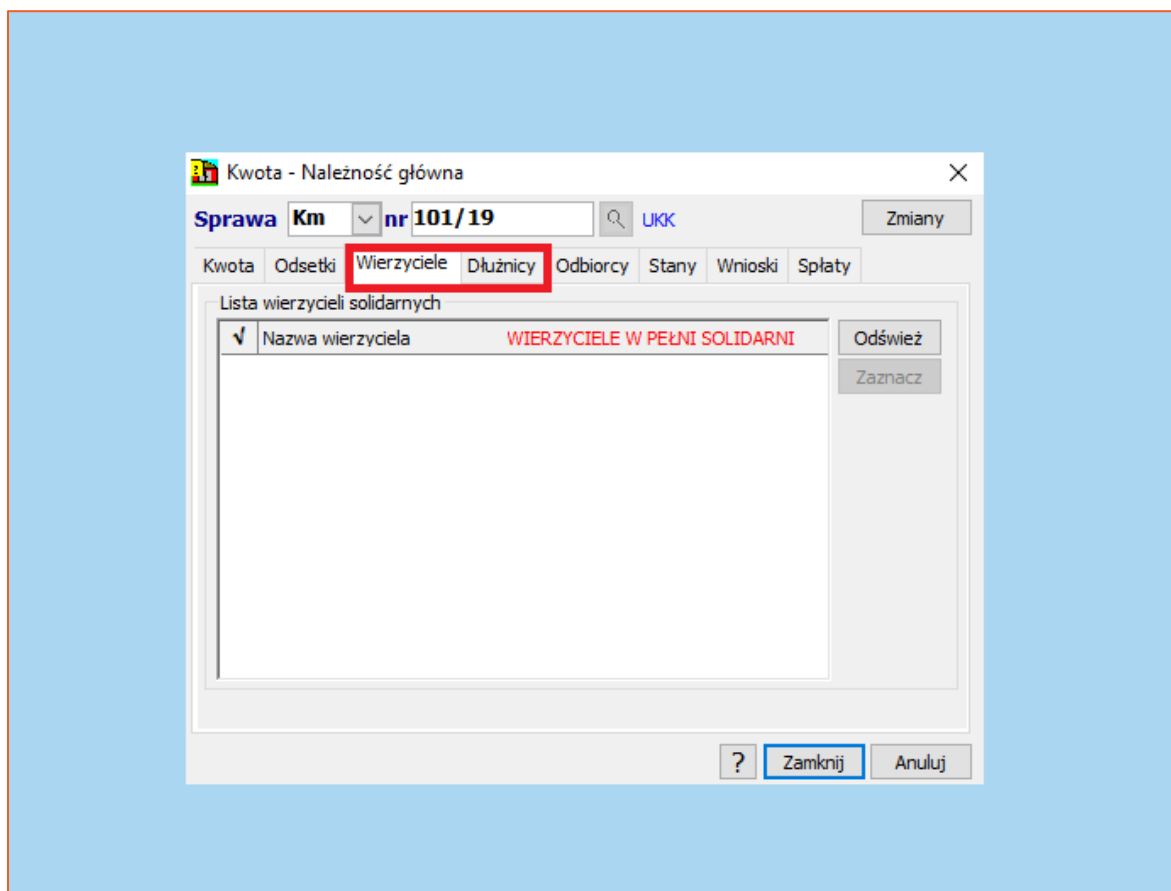 Kwota - Należność główna
Sprawa Km nr 101/19 UKK Zmiany
Kwota Odsetki Wierzyciele Dłużnicy Odbiorcy Stany Wnioski Spłaty
Lista wierzycieli solidarnych
√ Nazwa wierzyciela WIERZYCIELE W PEŁNI SOLIDARNI Odśwież
Zaznacz
? Zamknij Anuluj